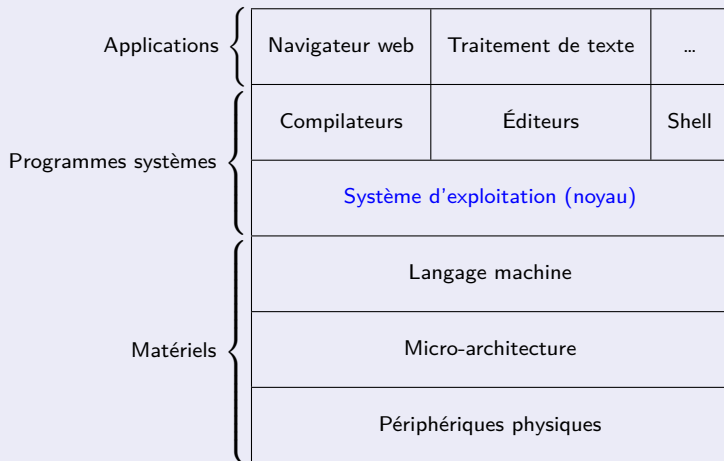 Applications
Navigateur web
Traitement de texte
...
Programmes systèmes
Compilateurs
Éditeurs
Shell
Système d'exploitation (noyau)
Matériels
Langage machine
Micro-architecture
Périphériques physiques